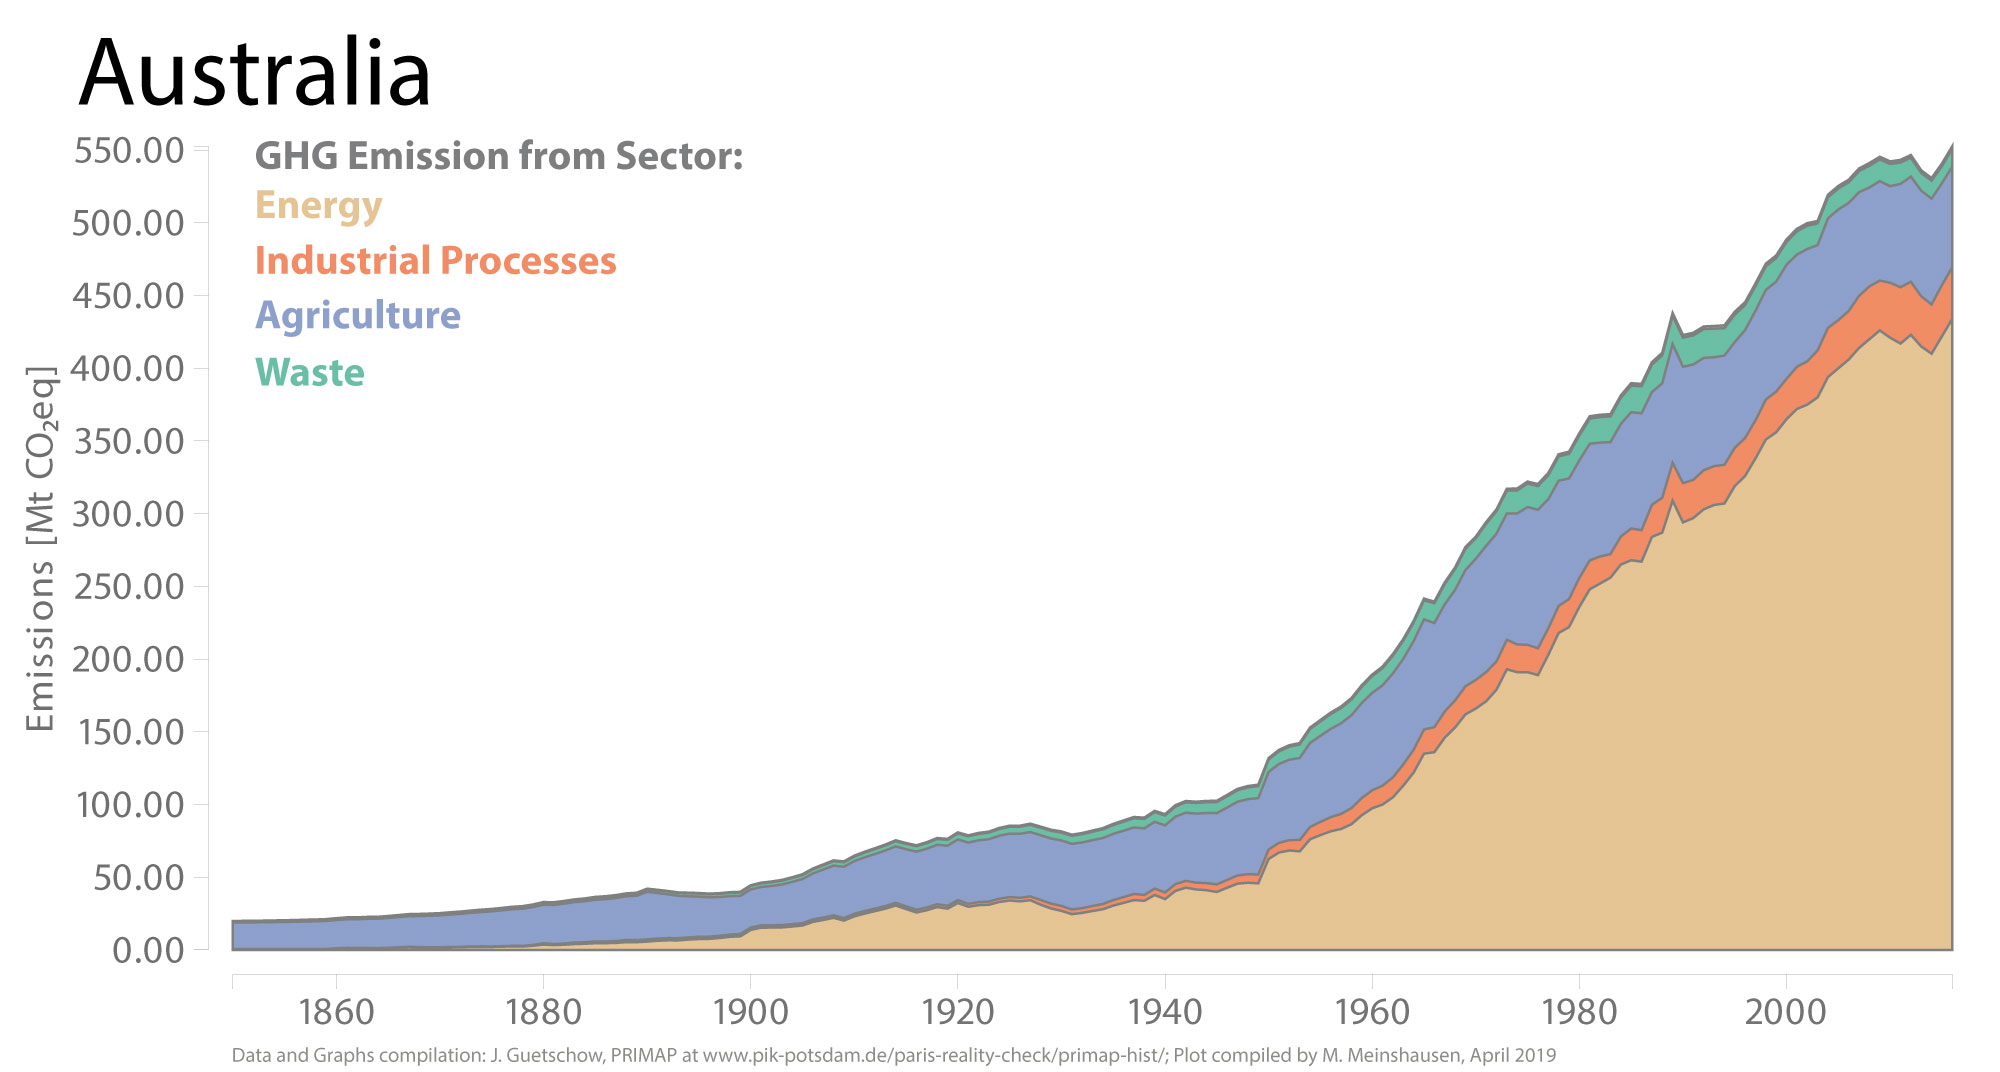 Australia
GHG Emission from Sector:
Energy
Industrial Processes
Agriculture
Waste
Emissions [Mt CO₂eq]
550.00
500.00
450.00
400.00
350.00
300.00
250.00
200.00
150.00
100.00
50.00
0.00
1860 1880 1900 1920 1940 1960 1980 2000
Data and Graphs compilation: J. Guetschow, PRIMAP at www.pik-potsdam.de/paris-reality-check/primap-hist/; Plot compiled by M. Meinshausen, April 2019